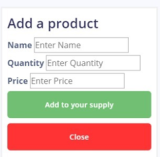 Add a product
Name Enter Name
Quantity Enter Quantity
Price Enter Price
Add to your supply
Close